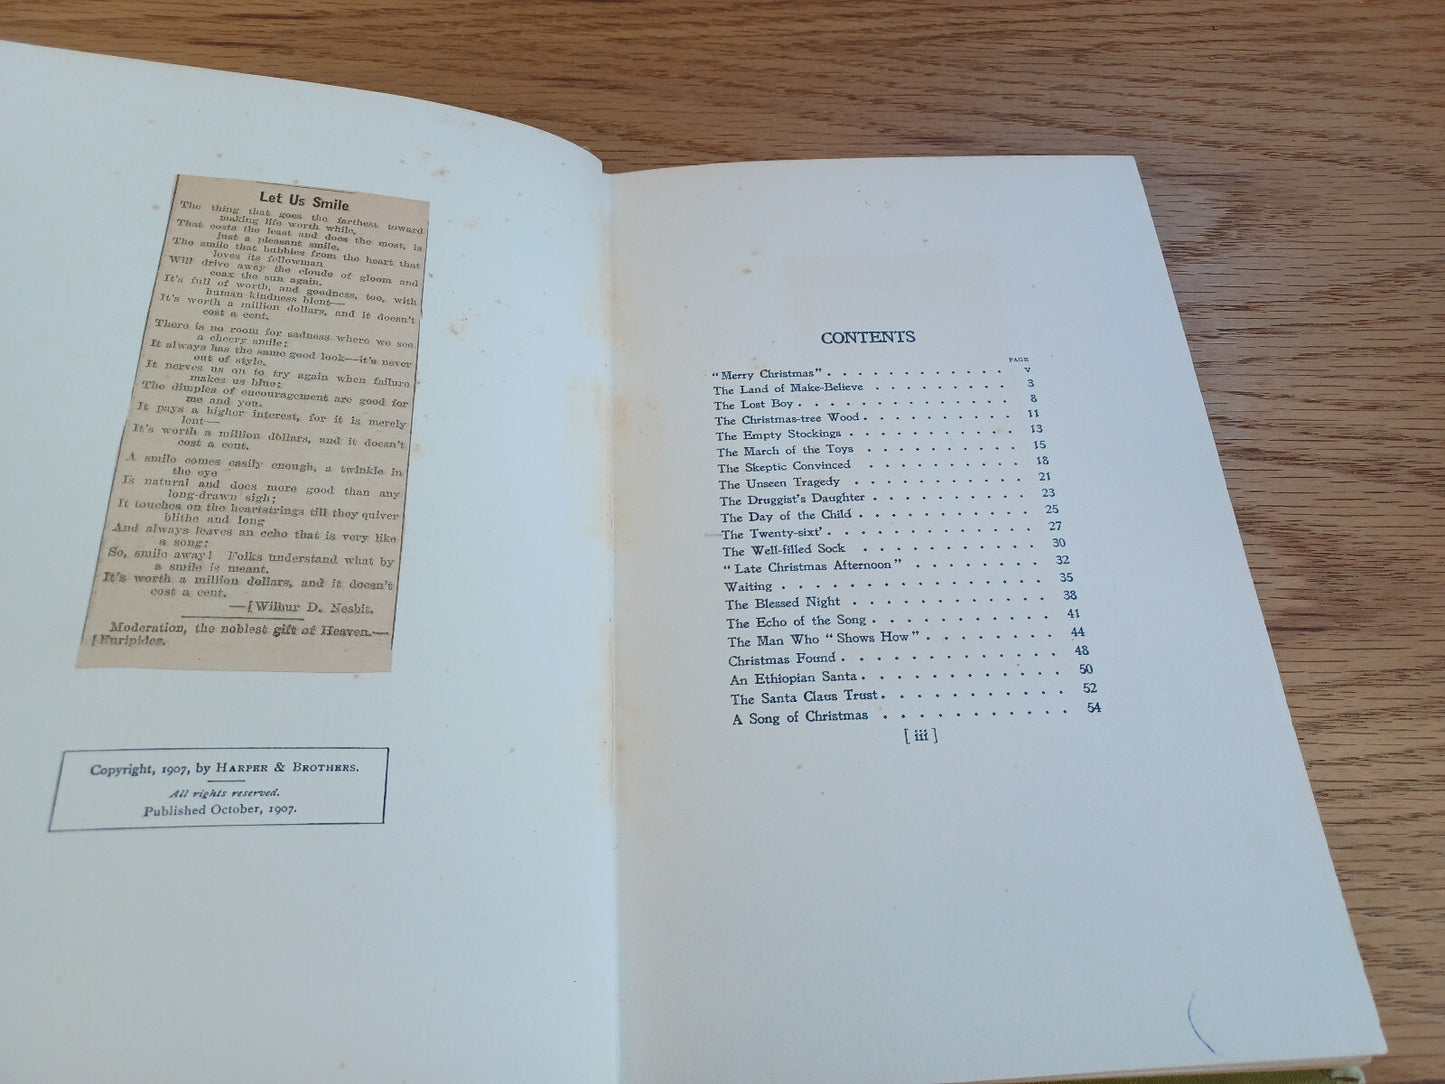 Let Us Smile
The thing that goes the farthest toward
making life worth while,
That costs the least and does the most, is
just a pleasant smile.
The smile that bubbles from the heart that
loves its fellowman
Will drive away the clouds of gloom and
coax the sun again.
It's full of worth, and goodness, too, with
human kindness blent—
It's worth a million dollars, and it doesn't
cost a cent.
There is no room for sadness where we see
a cheery smile;
It always has the same good look—it's never
out of style.
It nerves us on to try again when failure
makes us blue;
The dimples of encouragement are good for
me and you.
It pays a higher interest, for it is merely
lent—
It's worth a million dollars, and it doesn't
cost a cent.
A smile comes easily enough, a twinkle in
the eye
Is natural and does more good than any
long-drawn sigh;
It touches on the heartstrings till they quiver
blithe and long
And always leaves an echo that is very like
a song;
So, smile away! Folks understand what by
a smile is meant.
It's worth a million dollars, and it doesn't
cost a cent.
—[Wilbur D. Nesbit.
Moderation, the noblest gift of Heaven.—
[Euripides.
Copyright, 1907, by HARPER & BROTHERS.
All rights reserved.
Published October, 1907.
CONTENTS
PAGE
"Merry Christmas" . . . . . . . . . . . v
The Land of Make-Believe . . . . . . . . 3
The Lost Boy . . . . . . . . . . . . 8
The Christmas-tree Wood . . . . . . . . . 11
The Empty Stockings . . . . . . . . . . 13
The March of the Toys . . . . . . . . . 15
The Skeptic Convinced . . . . . . . . . 18
The Unseen Tragedy . . . . . . . . . . 21
The Druggist's Daughter . . . . . . . . . 23
The Day of the Child . . . . . . . . . . 25
The Twenty-sixt' . . . . . . . . . . . 27
The Well-filled Sock . . . . . . . . . . 30
"Late Christmas Afternoon" . . . . . . . . 32
Waiting . . . . . . . . . . . . . . 35
The Blessed Night . . . . . . . . . . . 38
The Echo of the Song . . . . . . . . . . 41
The Man Who "Shows How" . . . . . . . . 44
Christmas Found . . . . . . . . . . . 48
An Ethiopian Santa . . . . . . . . . . . 50
The Santa Claus Trust . . . . . . . . . . 52
A Song of Christmas . . . . . . . . . . 54
[ iii ]